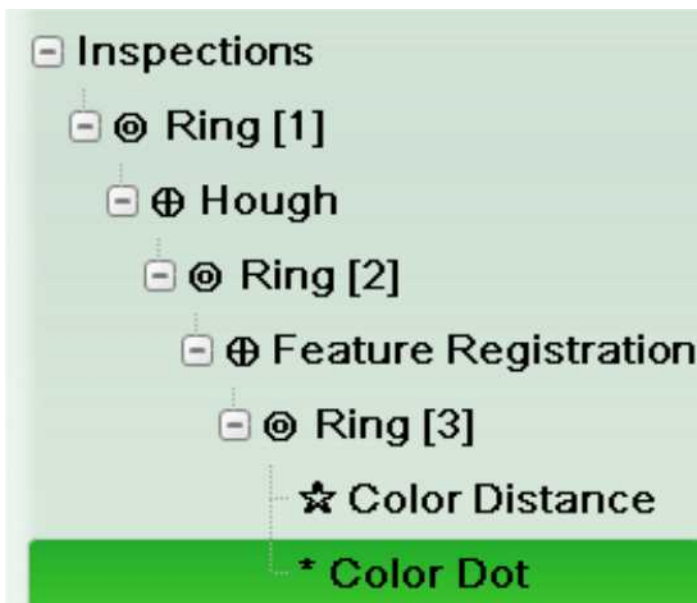 Inspections
Ring [1]
Hough
Ring [2]
Feature Registration
Ring [3]
Color Distance
* Color Dot